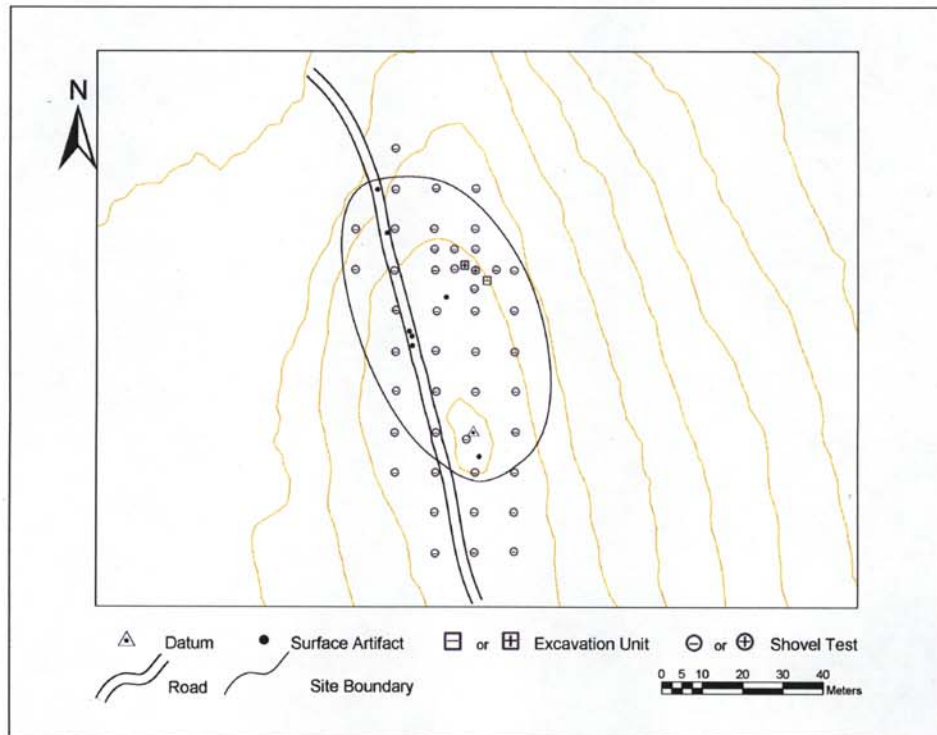 N
Datum Surface Artifact or Excavation Unit or Shovel Test
Road Site Boundary
0 5 10 20 30 40
Meters